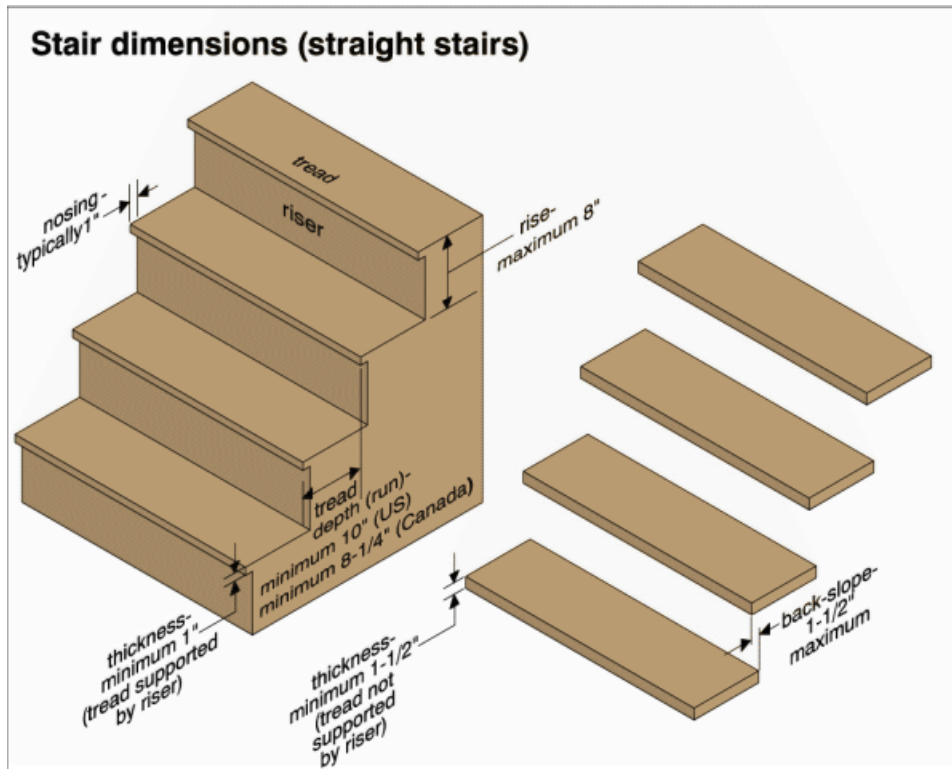 Stair dimensions (straight stairs)
tread
riser
nosing -
typically1"
rise-
maximum 8"
tread
depth (run)-
minimum 10" (US)
minimum 8-1/4" (Canada)
thickness-
minimum 1"
(tread supported
by riser)
thickness-
minimum 1-1/2"
(tread not
supported
by riser)
back-slope-
1-1/2"
maximum